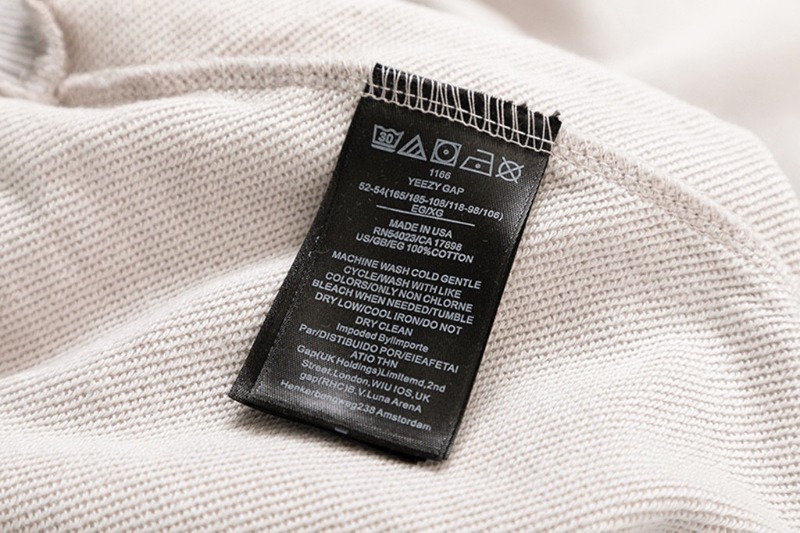 30
1166
YEEZY GAP
52-54(165/185-108/118-98/106)
EG/XG
MADE IN USA
RN54023/CA 17898
US/GB/EG 100%COTTON
MACHINE WASH COLD GENTLE
CYCLE/WASH WITH LIKE
COLORS/ONLY NON CHLORNE
BLEACH WHEN NEEDED/TUMBLE
DRY LOW/COOL IRON/DO NOT
DRY CLEAN
Impoded ByIimporte
Par/DISTIBUIDO POR/EIEAFETAI
ATIO THN
Gap(UK Holdings)Limitemd,2nd
Street,London,WIU IOS,UK
gap(RHC)B.V.Luna ArenA
Henkerbongweg238 Amstordam